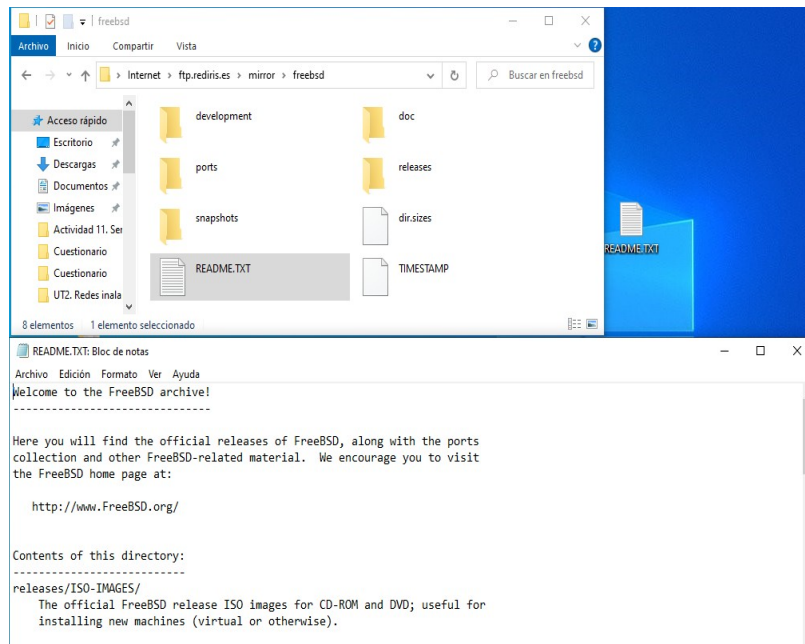 freebsd
Archivo Inicio Compartir Vista
Internet > ftp.rediris.es > mirror > freebsd
Buscar en freebsd
Acceso rápido
Escritorio
Descargas
Documentos
Imágenes
Actividad 11. Ser
Cuestionario
Cuestionario
UT2. Redes inala
development
doc
ports
releases
snapshots
dir.sizes
README.TXT
TIMESTAMP
8 elementos 1 elemento seleccionado
README.TXT
README.TXT: Bloc de notas
Archivo Edición Formato Ver Ayuda
Welcome to the FreeBSD archive!
-------------------------------
Here you will find the official releases of FreeBSD, along with the ports
collection and other FreeBSD-related material. We encourage you to visit
the FreeBSD home page at:
http://www.FreeBSD.org/
Contents of this directory:
---------------------------
releases/ISO-IMAGES/
The official FreeBSD release ISO images for CD-ROM and DVD; useful for
installing new machines (virtual or otherwise).